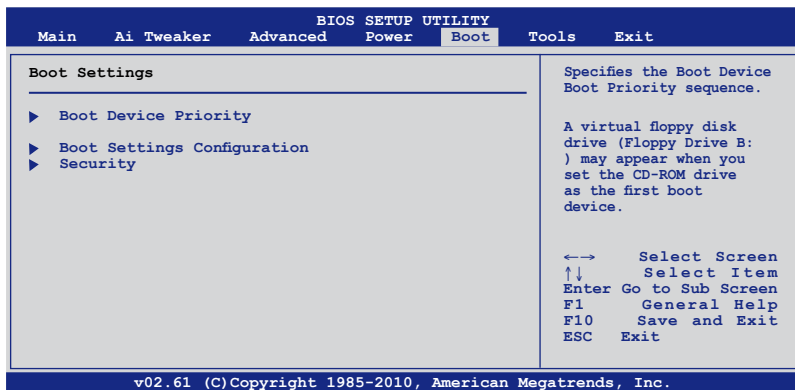 BIOS SETUP UTILITY
Main Ai Tweaker Advanced Power Boot Tools Exit
Boot Settings
Boot Device Priority
Boot Settings Configuration
Security
Specifies the Boot Device
Boot Priority sequence.
A virtual floppy disk
drive (Floppy Drive B:
) may appear when you
set the CD-ROM drive
as the first boot
device.
←→ Select Screen
↑↓ Select Item
Enter Go to Sub Screen
F1 General Help
F10 Save and Exit
ESC Exit
v02.61 (C)Copyright 1985-2010, American Megatrends, Inc.